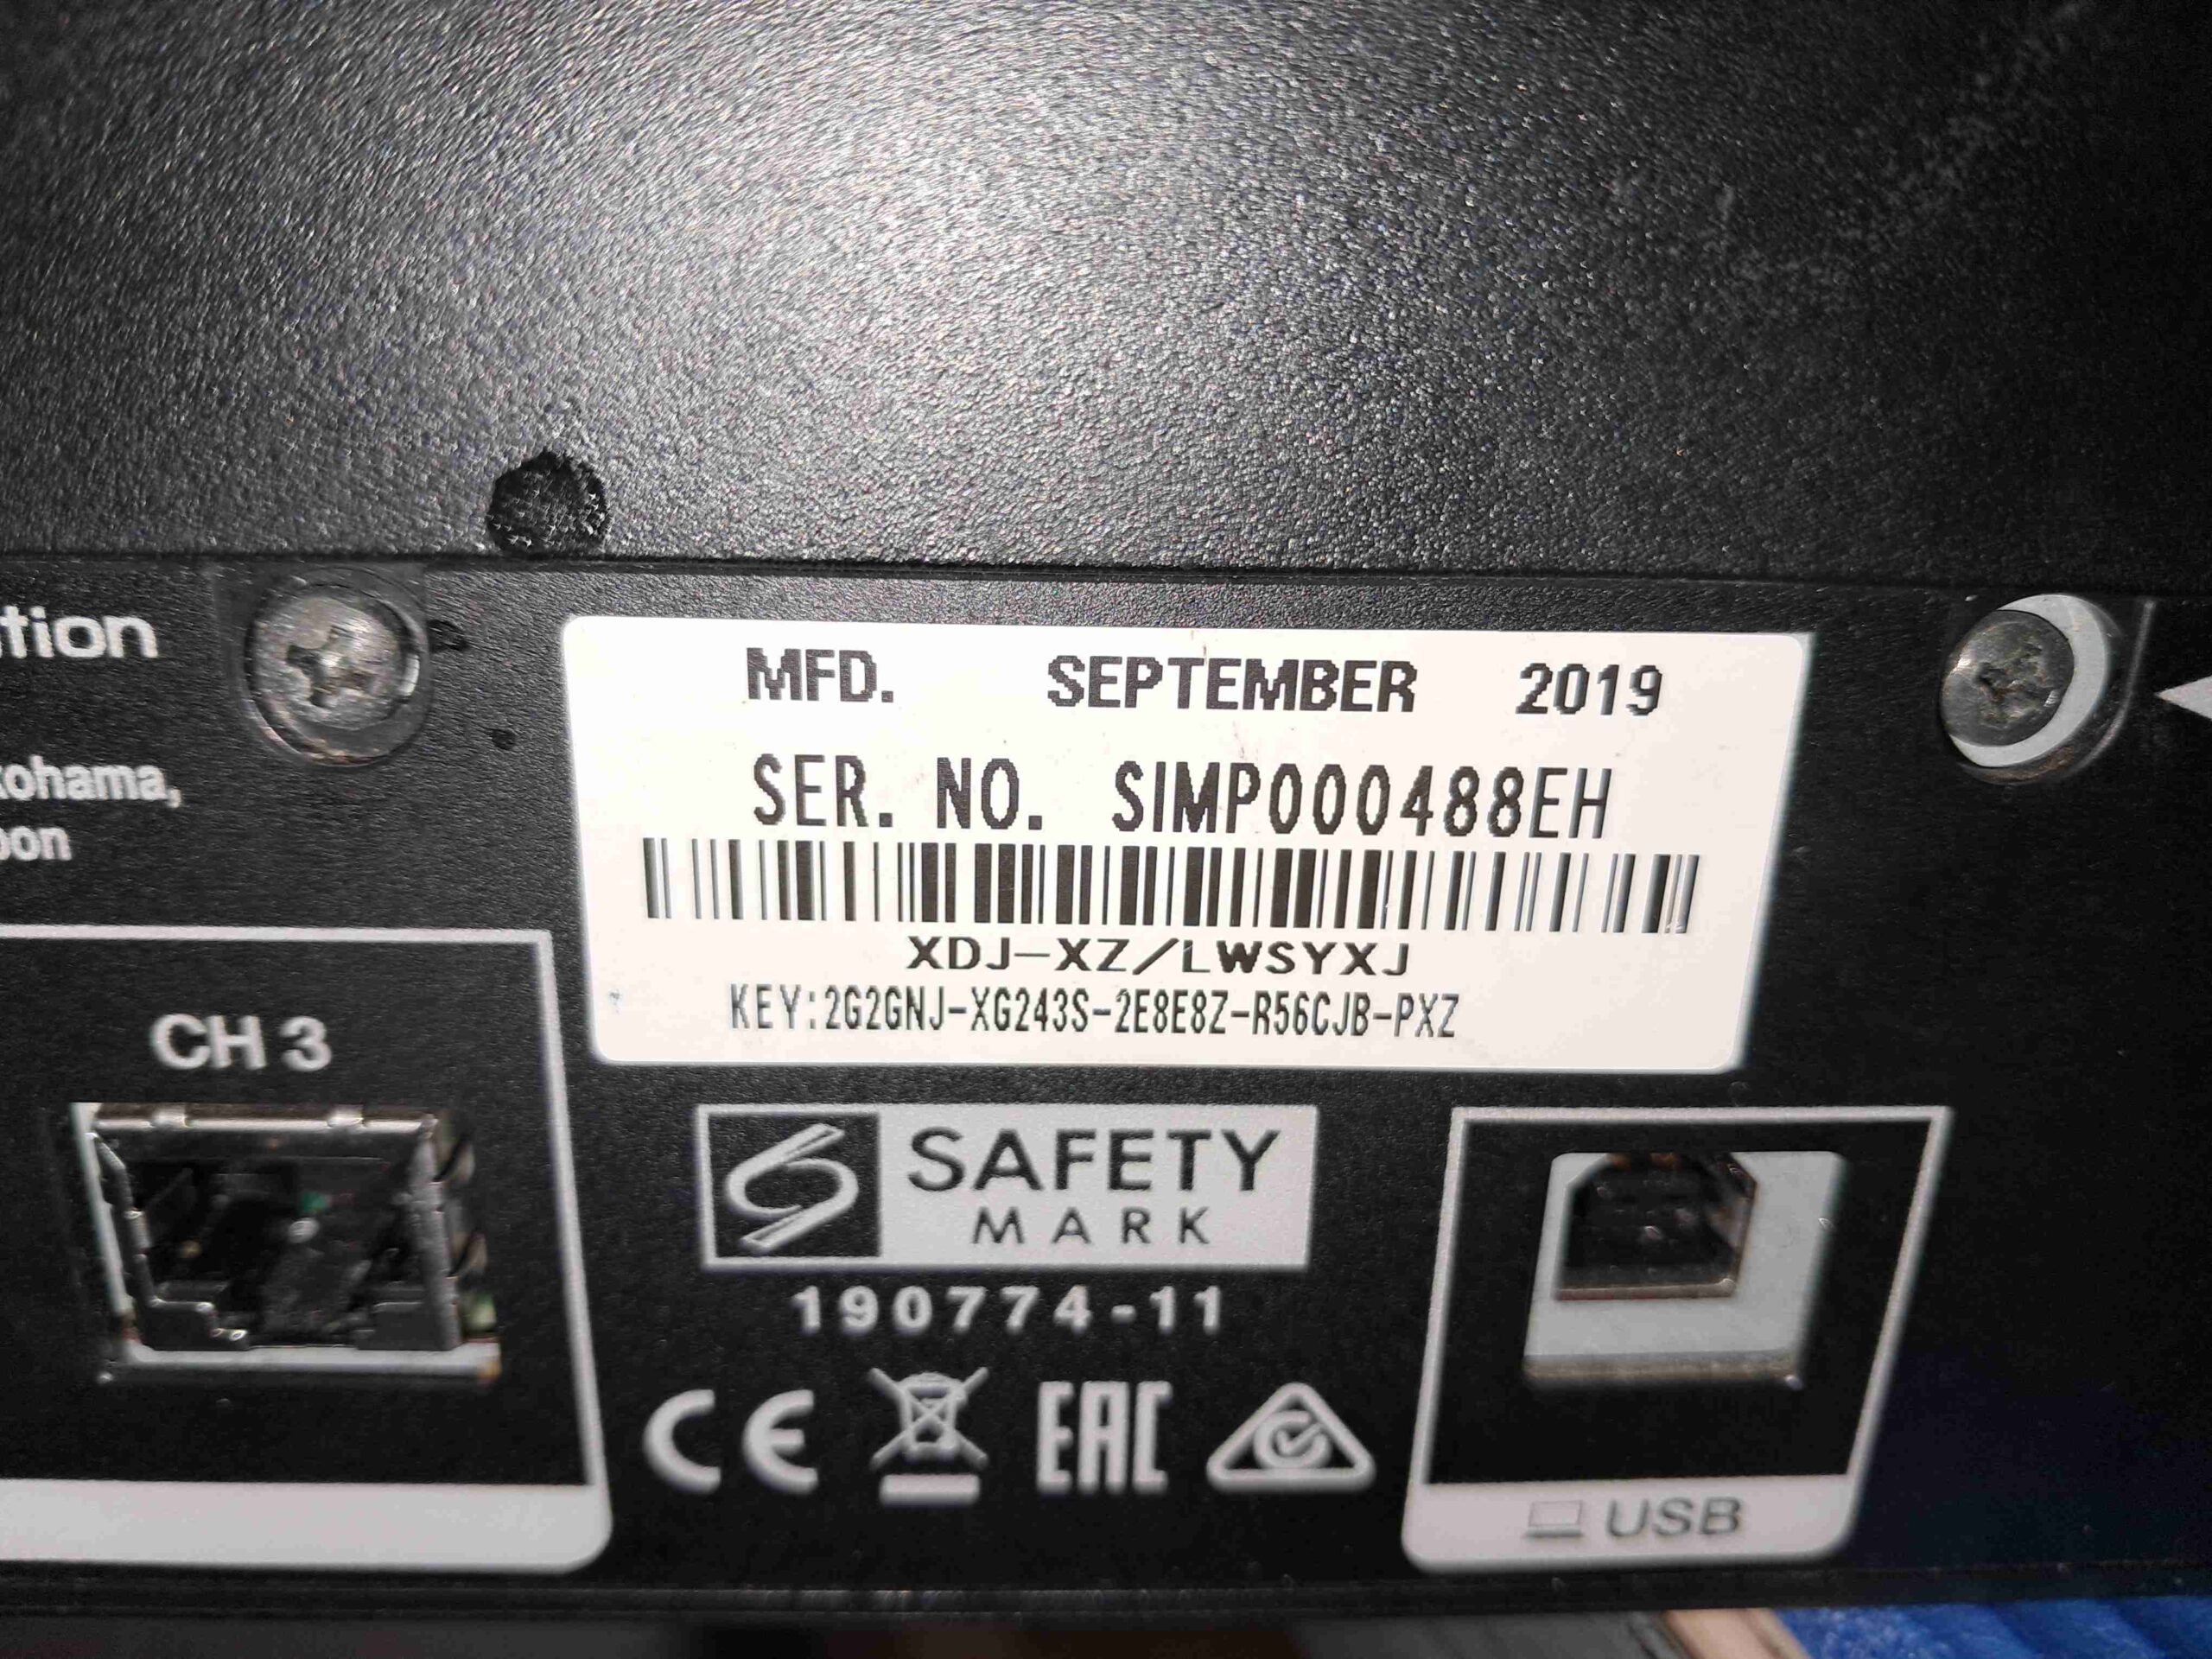 tion
kohama,
MFD. SEPTEMBER 2019
SER. NO. SIMP000488EH
XDJ-XZ/LWSYXJ
KEY:2G2GNJ-XG243S-2E8E8Z-R56CJB-PXZ
CH 3
SAFETY
MARK
190774-11
CE
EAC
USB